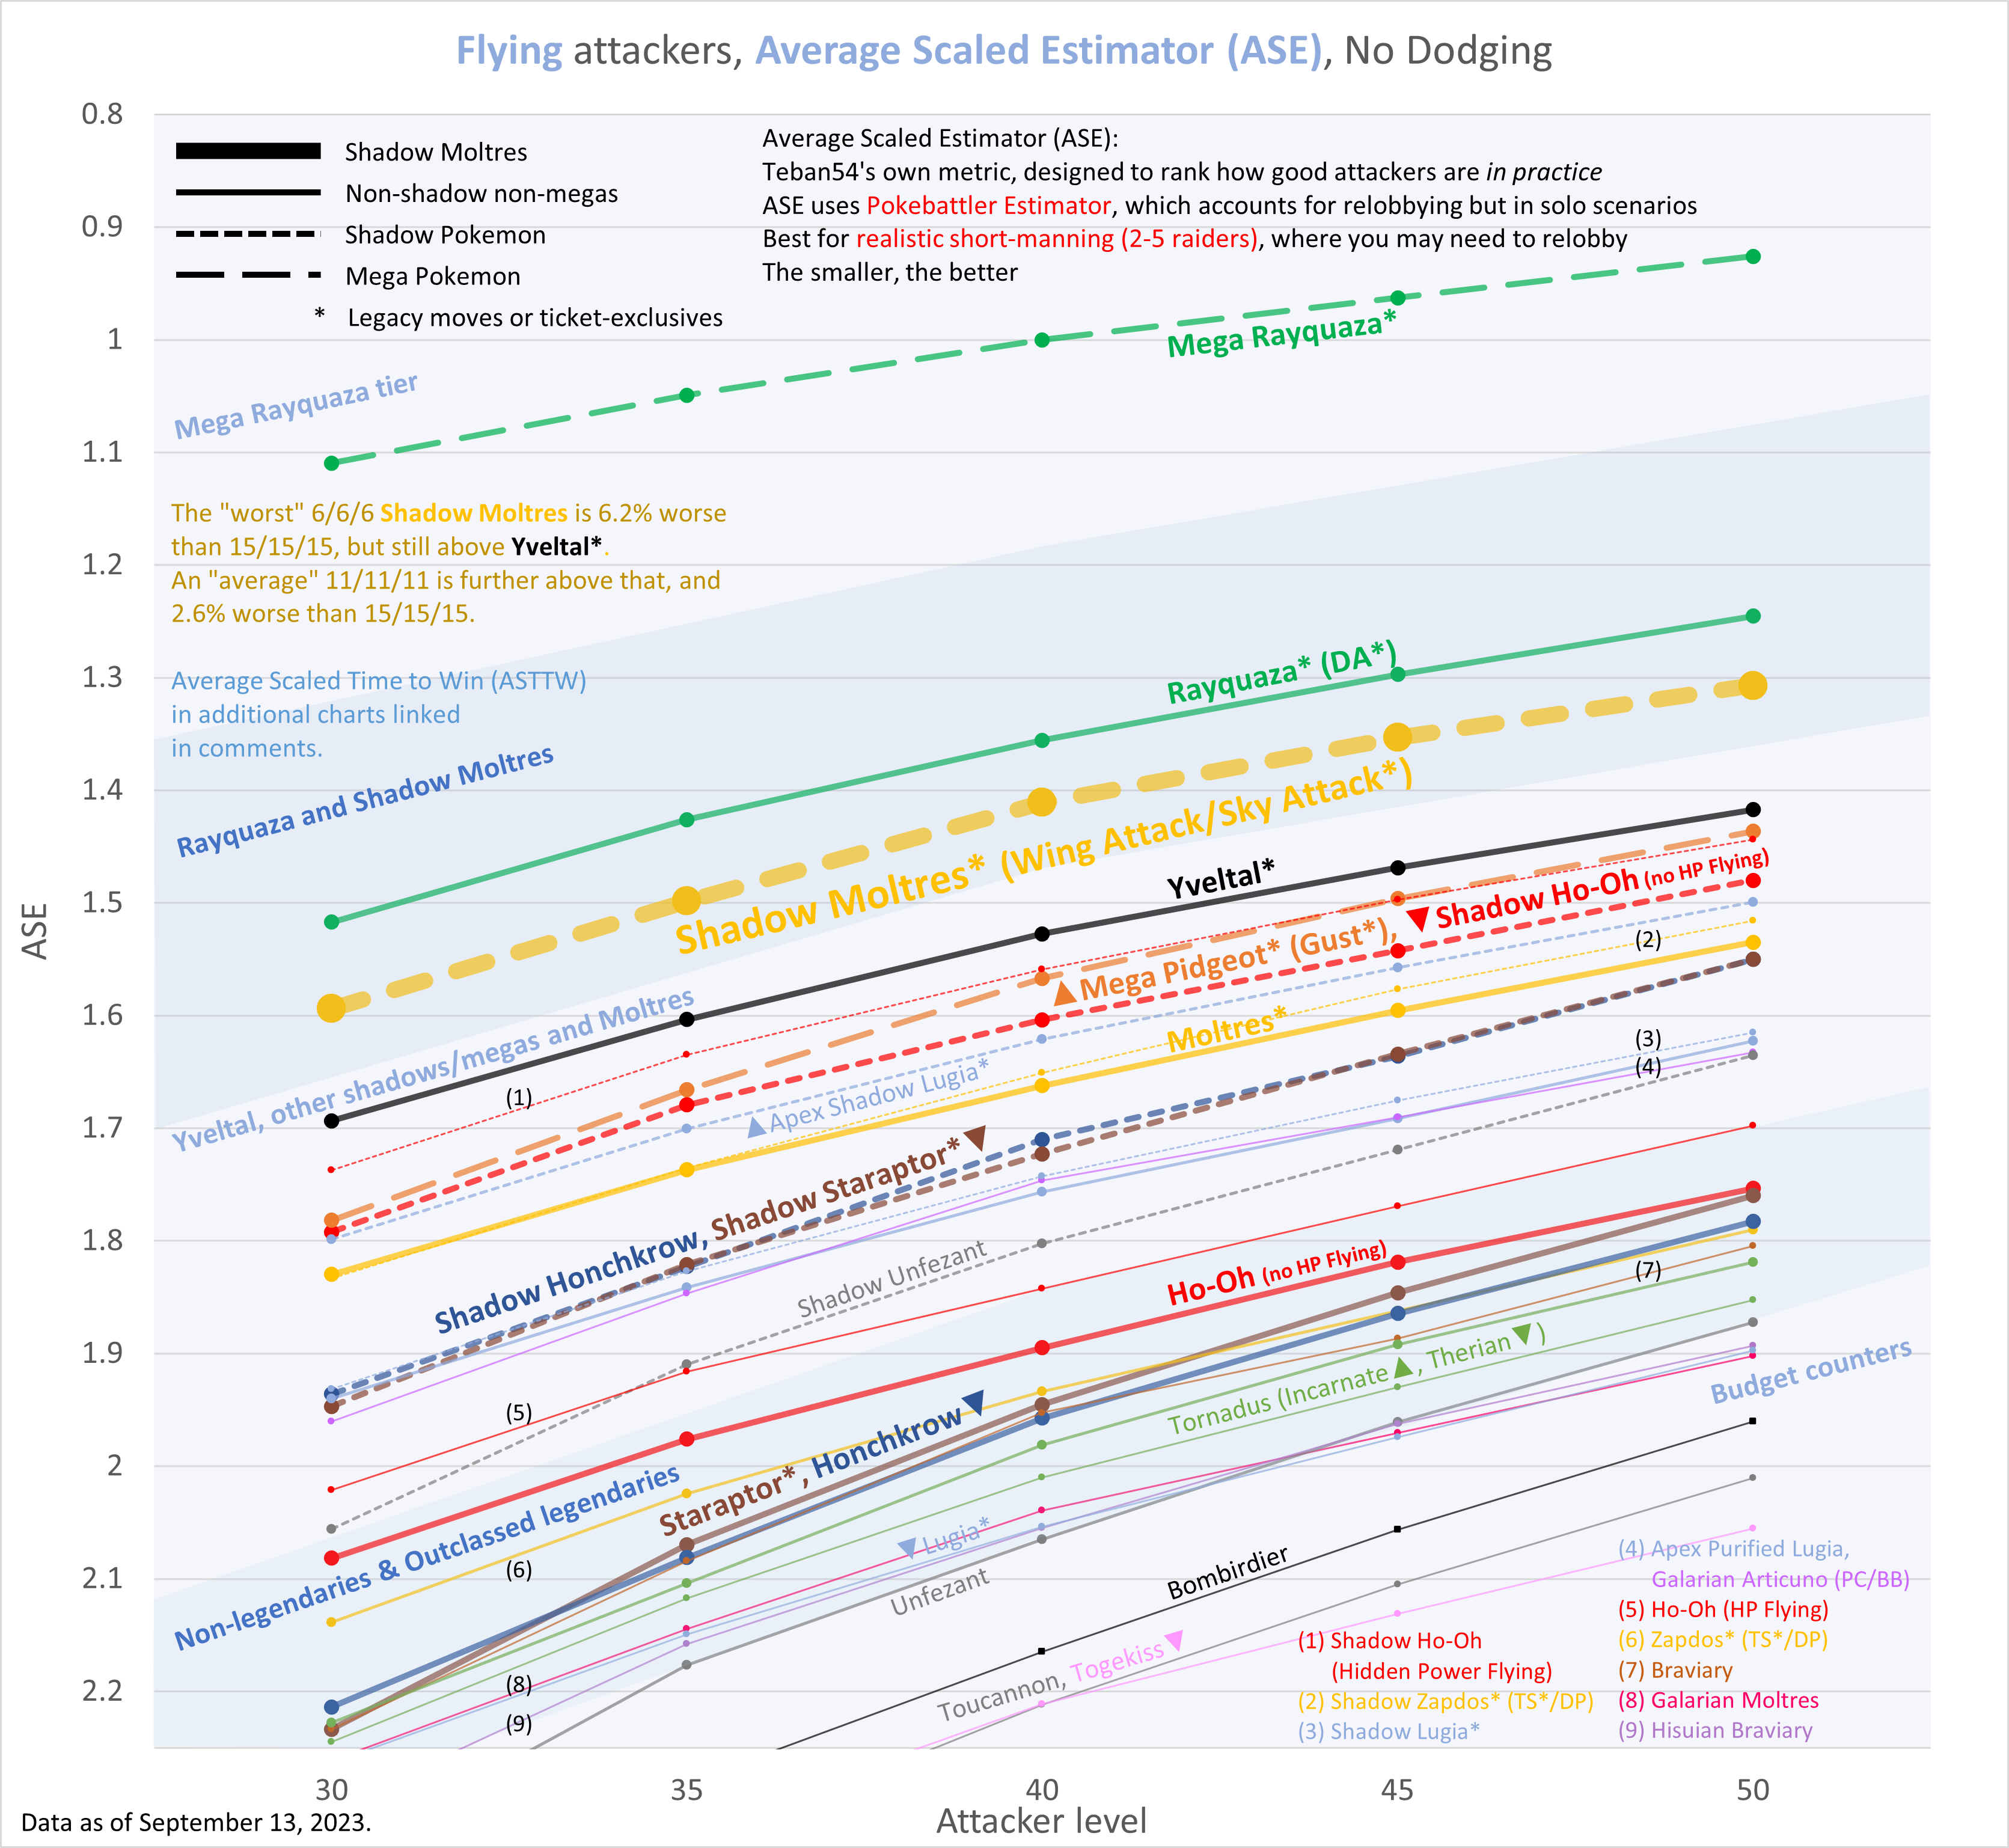 Flying attackers, Average Scaled Estimator (ASE), No Dodging
0.8
0.9
1
1.1
1.2
1.3
1.4
1.5
1.6
1.7
1.8
1.9
2
2.1
2.2
ASE
Shadow Moltres
Non-shadow non-megas
Shadow Pokemon
Mega Pokemon
* Legacy moves or ticket-exclusives
Average Scaled Estimator (ASE):
Teban54's own metric, designed to rank how good attackers are in practice
ASE uses Pokebattler Estimator, which accounts for relobbying but in solo scenarios
Best for realistic short-manning (2-5 raiders), where you may need to relobby
The smaller, the better
Mega Rayquaza*
Mega Rayquaza tier
The "worst" 6/6/6 Shadow Moltres is 6.2% worse
than 15/15/15, but still above Yveltal*.
An "average" 11/11/11 is further above that, and
2.6% worse than 15/15/15.
Average Scaled Time to Win (ASTTW)
in additional charts linked
in comments.
Rayquaza* (DA*)
Rayquaza and Shadow Moltres
Shadow Moltres* (Wing Attack/Sky Attack*)
Yveltal*
▼Shadow Ho-Oh (no HP Flying)
▲Mega Pidgeot* (Gust*),
(2)
Yveltal, other shadows/megas and Moltres
(1)
Moltres*
▲Apex Shadow Lugia*
(3)
(4)
Shadow Honchkrow, Shadow Staraptor*▼
Shadow Unfezant
Ho-Oh (no HP Flying)
(7)
(5)
Tornadus (Incarnate▲, Therian▼)
Budget counters
Staraptor*, Honchkrow▼
Non-legendaries & Outclassed legendaries
(6)
▼Lugia*
Unfezant
Bombirdier
(8)
(9)
Toucannon, Togekiss▼
(1) Shadow Ho-Oh
(Hidden Power Flying)
(2) Shadow Zapdos* (TS*/DP)
(3) Shadow Lugia*
(4) Apex Purified Lugia,
Galarian Articuno (PC/BB)
(5) Ho-Oh (HP Flying)
(6) Zapdos* (TS*/DP)
(7) Braviary
(8) Galarian Moltres
(9) Hisuian Braviary
30
35
40
45
50
Attacker level
Data as of September 13, 2023.